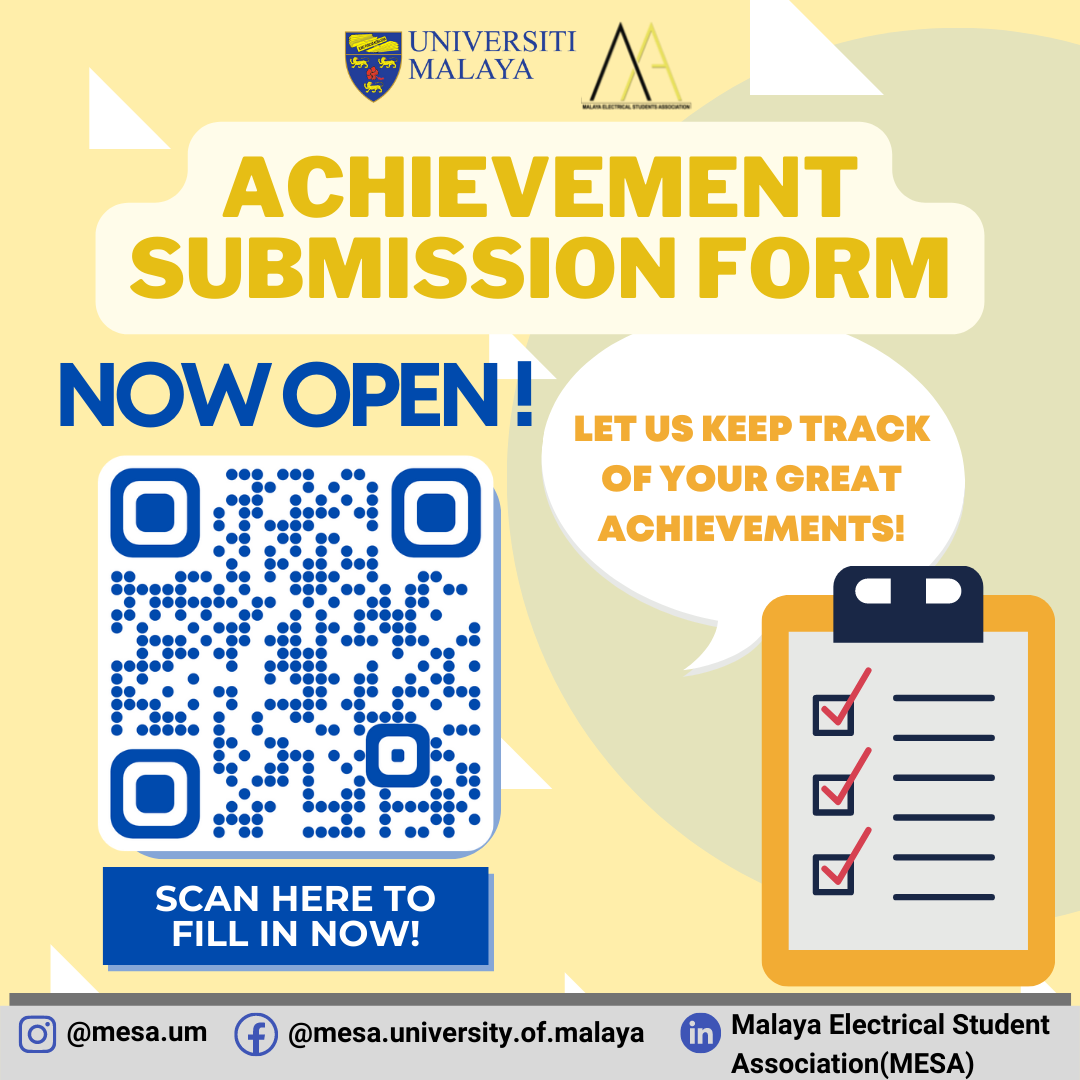 UNIVERSITI
MALAYA
MALAYA ELECTRICAL STUDENTS ASSOCIATION
ACHIEVEMENT
SUBMISSION FORM
NOW OPEN !
LET US KEEP TRACK
OF YOUR GREAT
ACHIEVEMENTS!
SCAN HERE TO
FILL IN NOW!
@mesa.um
@mesa.university.of.malaya
in
Malaya Electrical Student
Association(MESA)